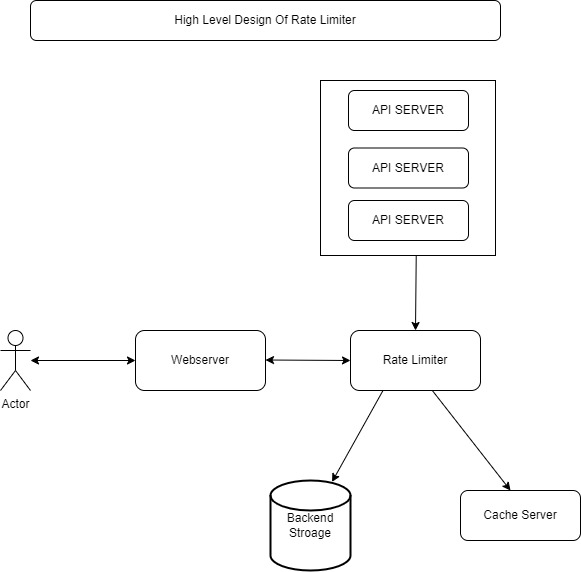 High Level Design Of Rate Limiter
API SERVER
API SERVER
API SERVER
Webserver
Rate Limiter
Actor
Backend
Stroage
Cache Server